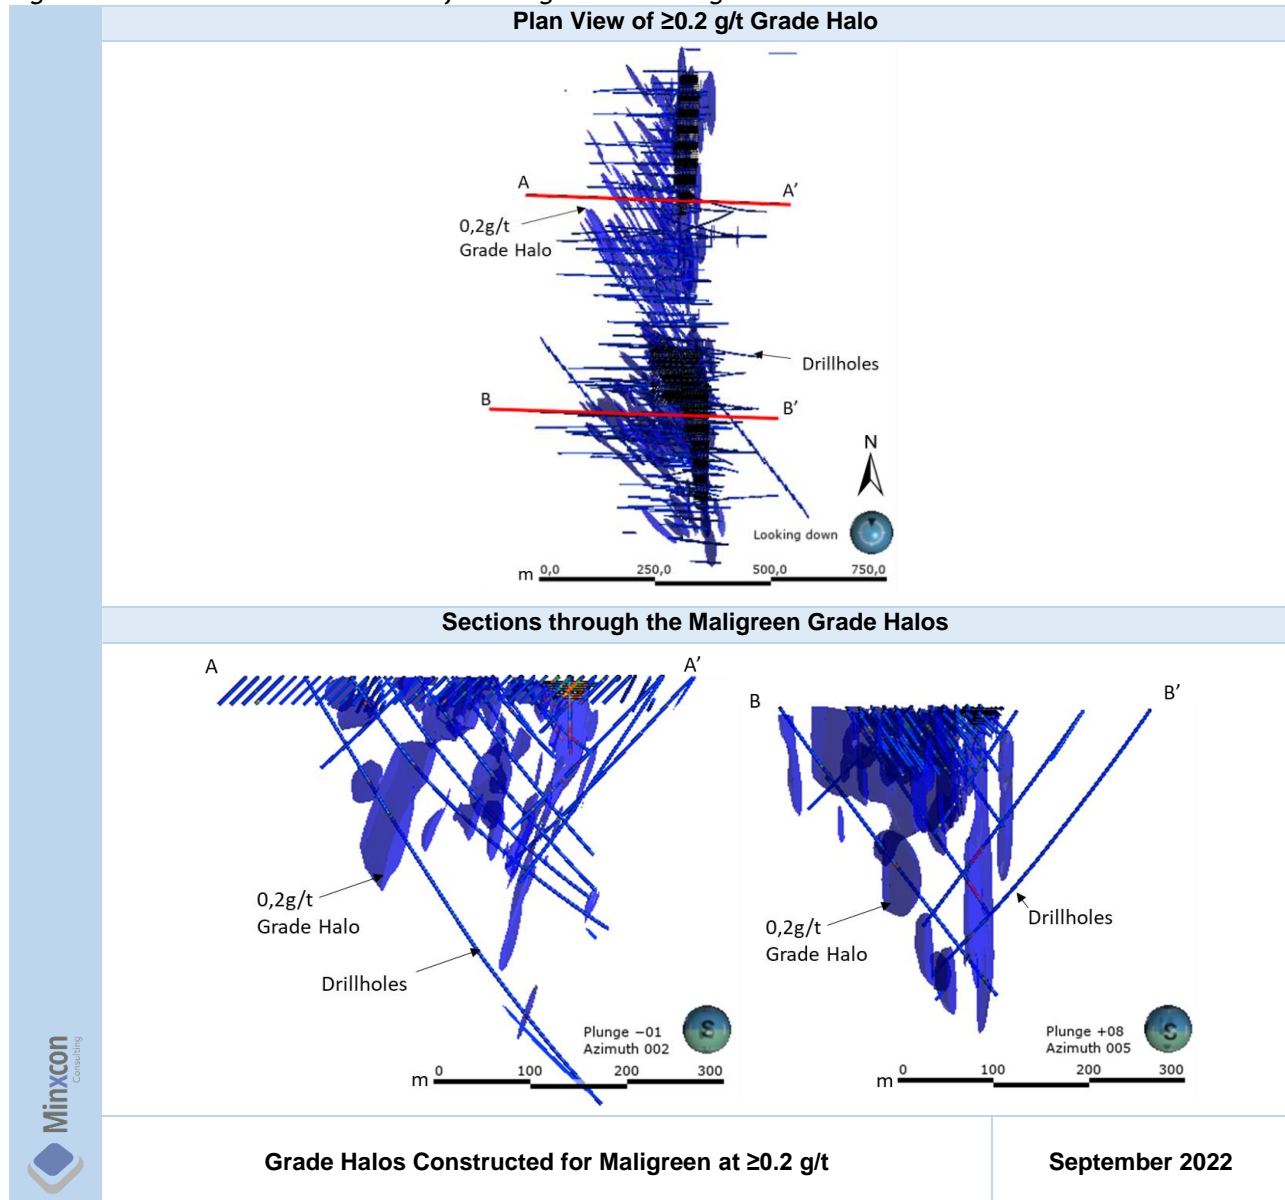 Plan View of ≥0.2 g/t Grade Halo
A
A’
0,2g/t
Grade Halo
Drillholes
B
B’
N
Looking down
m 0,0 250,0 500,0 750,0
Sections through the Maligreen Grade Halos
A
A’
0,2g/t
Grade Halo
Drillholes
Plunge −01
Azimuth 002
S
m 0 100 200 300
B
B’
0,2g/t
Grade Halo
Drillholes
Plunge +08
Azimuth 005
S
m 0 100 200 300
Minxcon
Consulting
Grade Halos Constructed for Maligreen at ≥0.2 g/t
September 2022